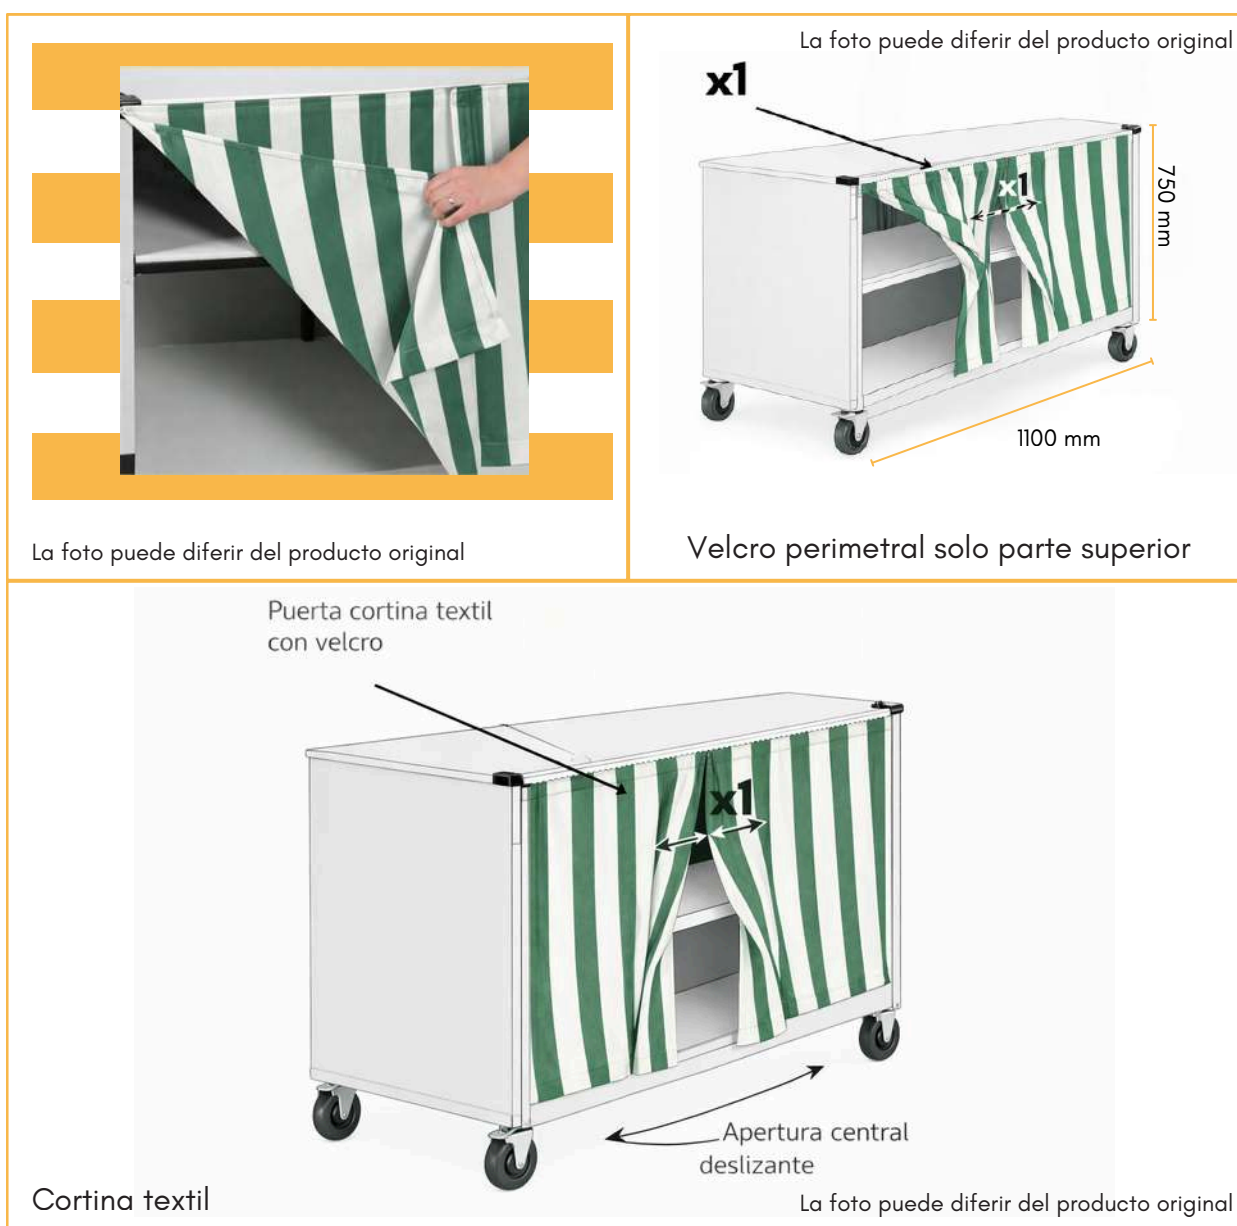 La foto puede diferir del producto original
La foto puede diferir del producto original
x1
x1
750 mm
1100 mm
Velcro perimetral solo parte superior
Puerta cortina textil
con velcro
x1
Apertura central
deslizante
Cortina textil
La foto puede diferir del producto original